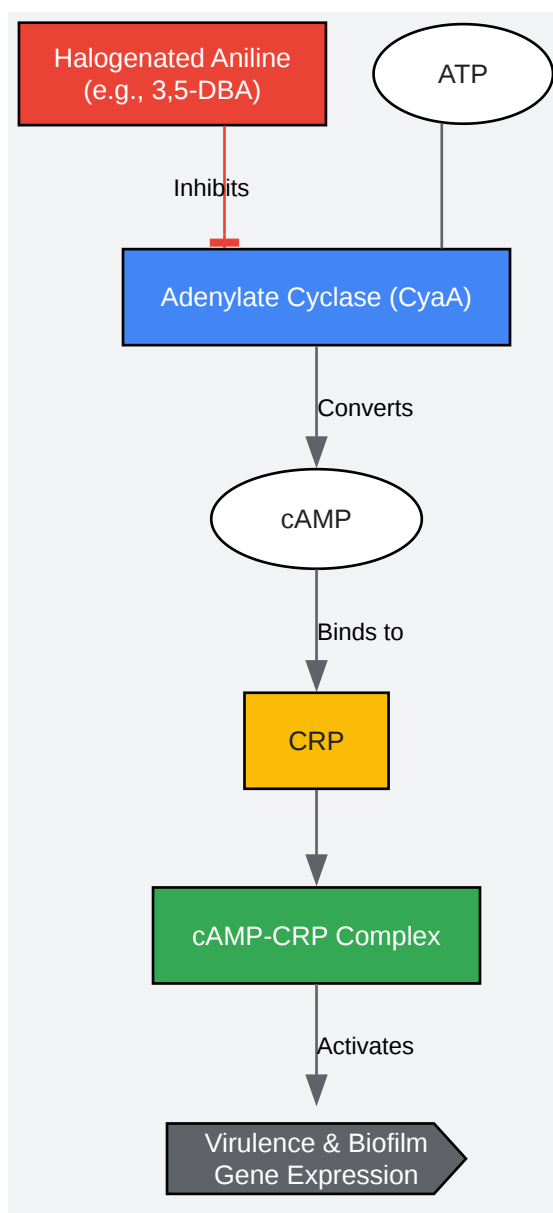 Halogenated Aniline
(e.g., 3,5-DBA)
ATP
Inhibits
Adenylate Cyclase (CyaA)
Converts
cAMP
Binds to
CRP
cAMP-CRP Complex
Activates
Virulence & Biofilm
Gene Expression